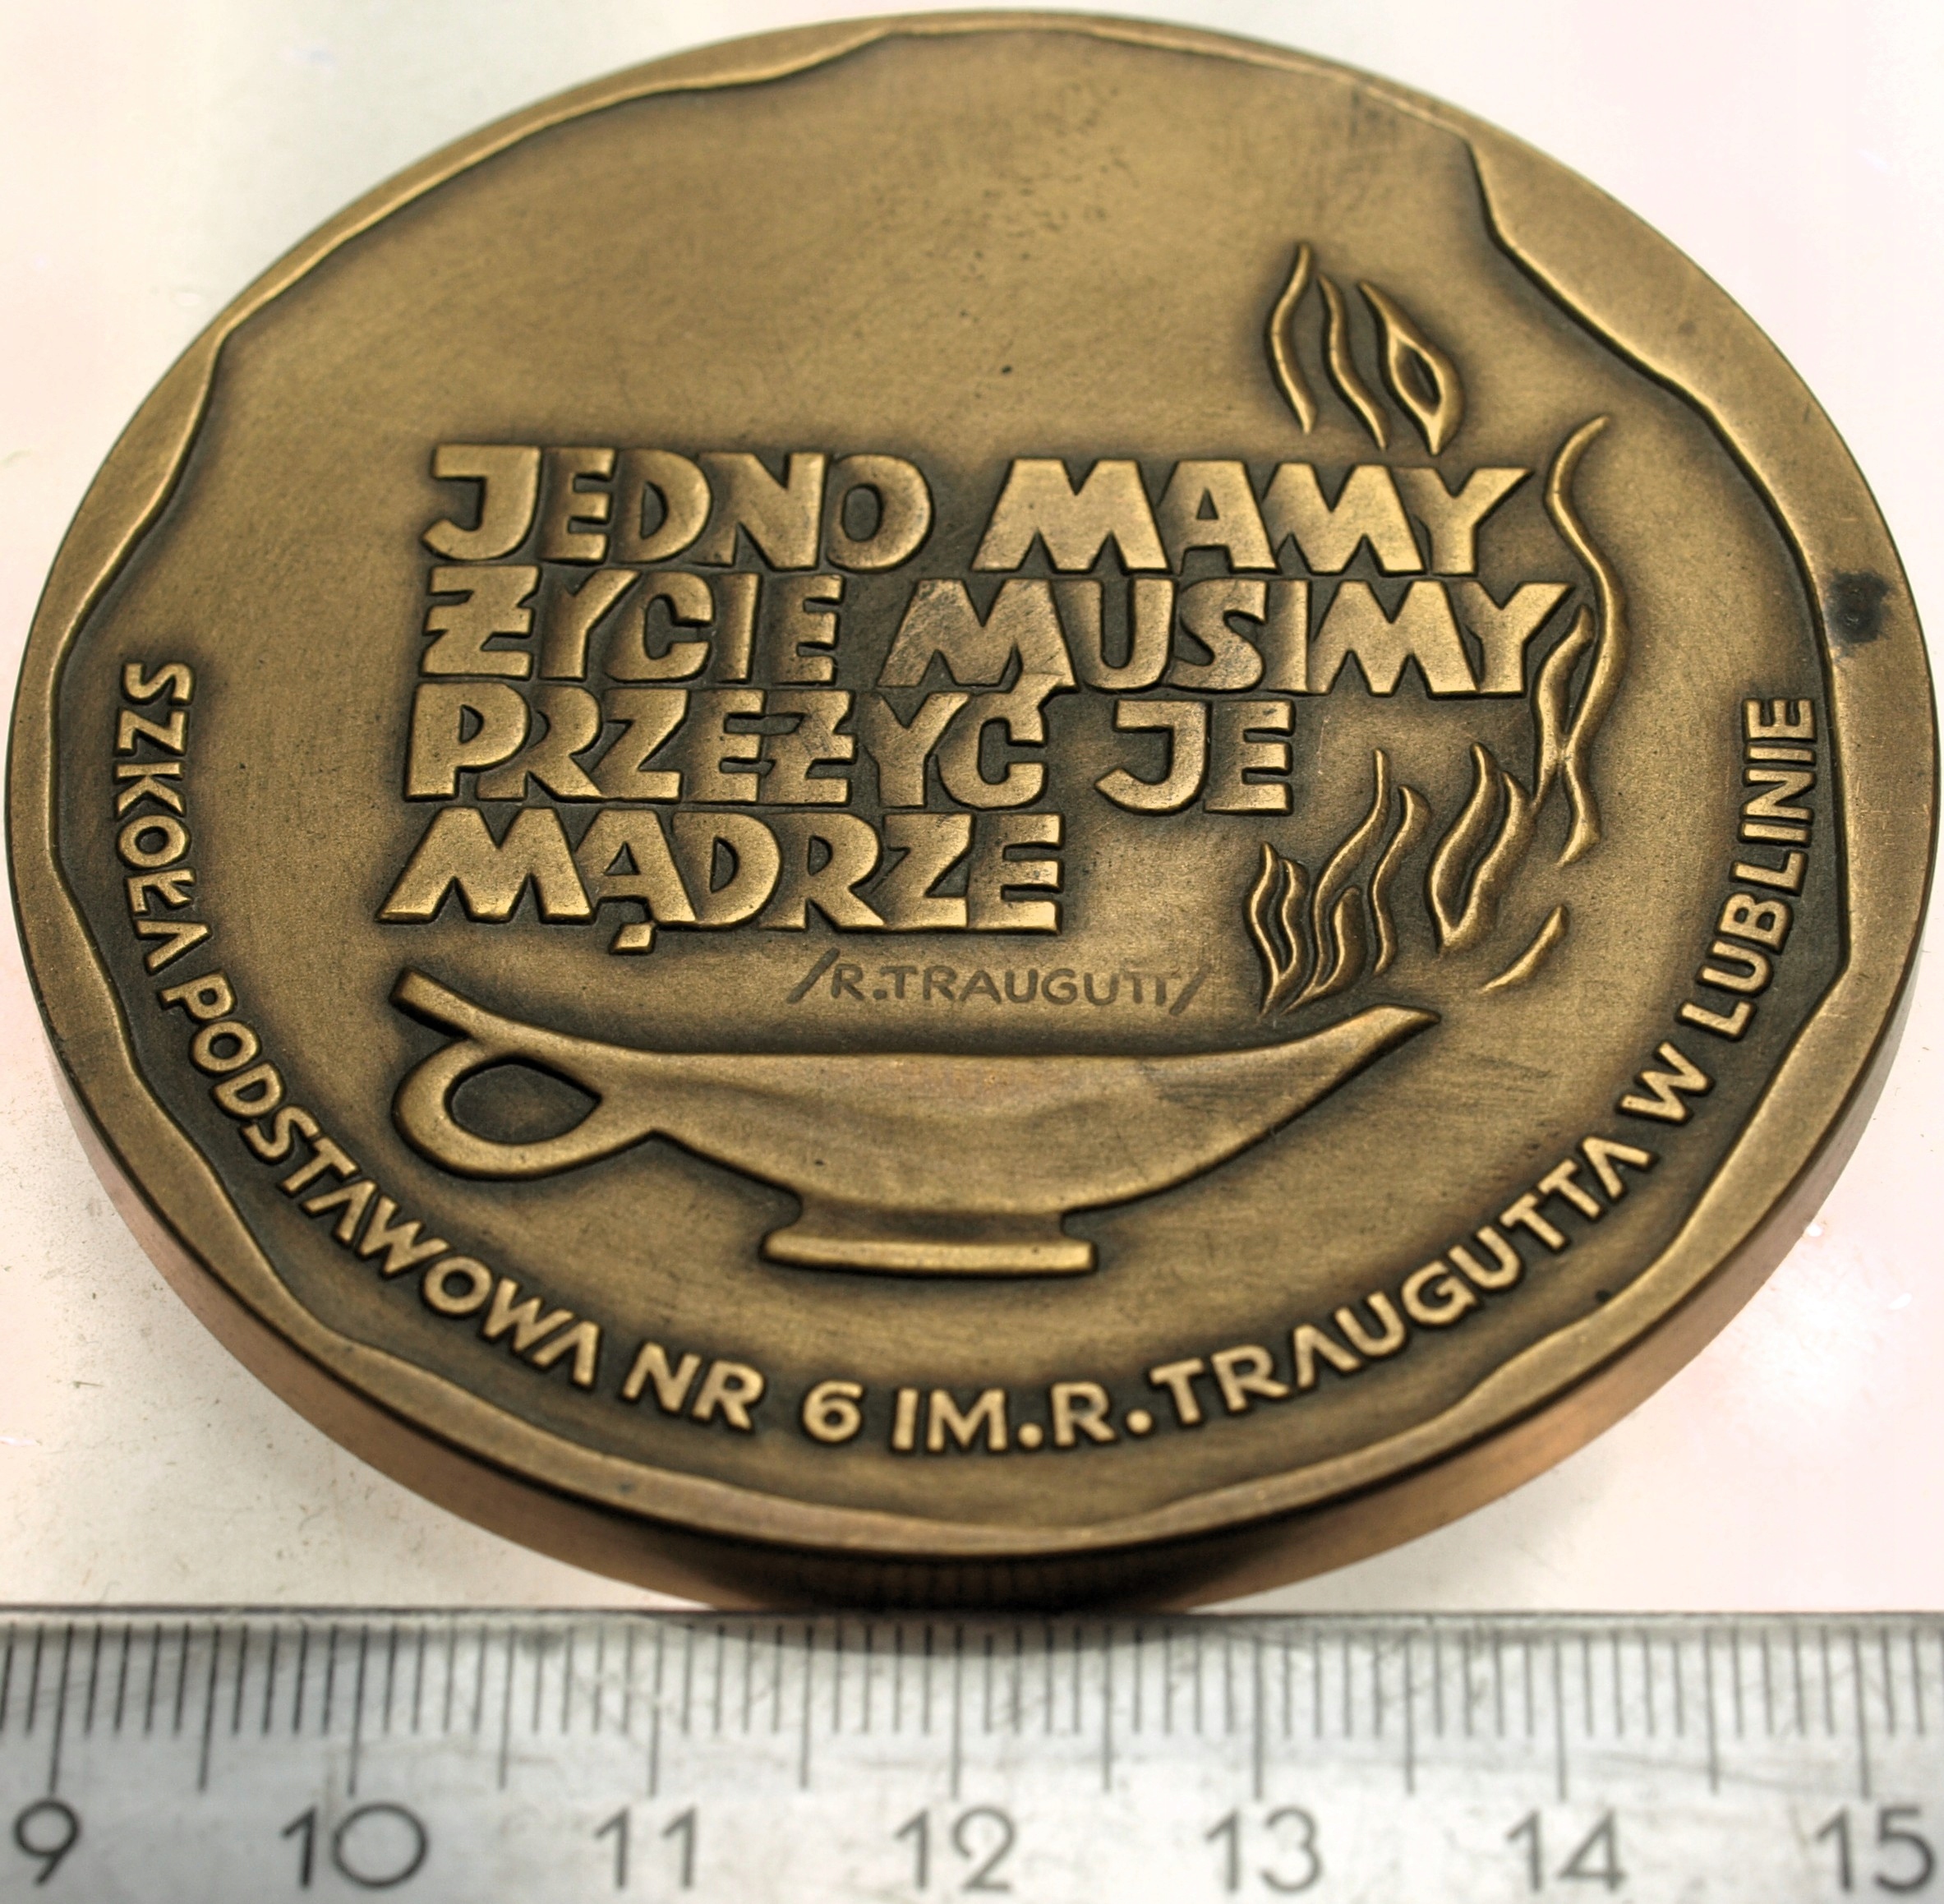 JEDNO MAMY
ŻYCIE MUSIMY
PRZEŻYĆ JE
MĄDRZE
/R.TRAUGUTT/
SZKOŁA PODSTAWOWA NR 6 IM.R.TRAUGUTTA W LUBLINIE
9 10 11 12 13 14 15